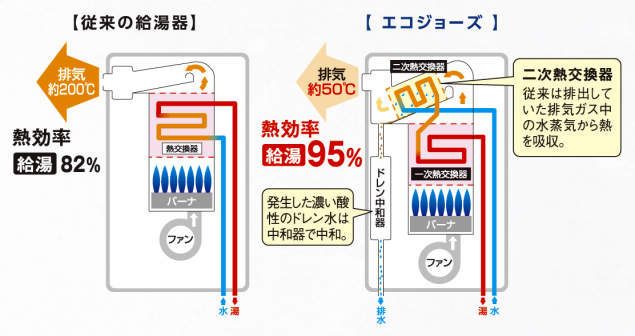 【従来の給湯器】
排気
約200℃
熱効率
給湯 82%
熱交換器
バーナ
ファン
水 湯
【 エコジョーズ 】
排気
約50℃
熱効率
給湯 95%
二次熱交換器
一次熱交換器
バーナ
ファン
ドレン中和器
排水
湯 水
二次熱交換器
従来は排出し
ていた排気ガス中
の水蒸気から熱
を吸収。
発生した濃い酸
性のドレン水は
中和器で中和。